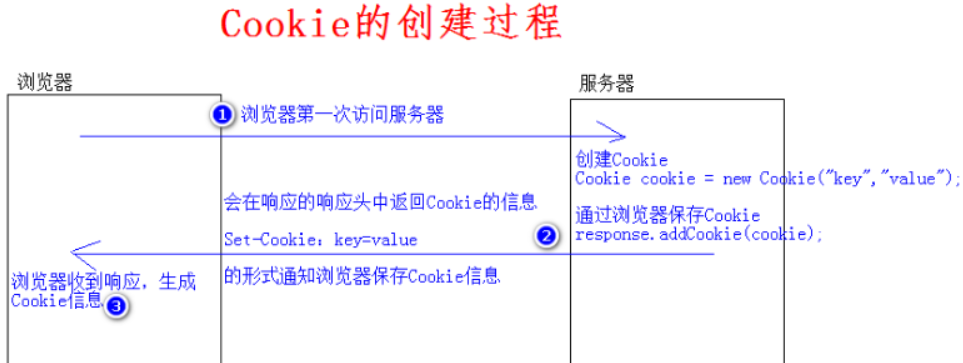 Cookie的创建过程
浏览器
服务器
1 浏览器第一次访问服务器
创建Cookie
Cookie cookie = new Cookie("key","value");
会在响应的响应头中返回Cookie的信息
通过浏览器保存Cookie
Set-Cookie: key=value
2
response.addCookie(cookie);
的形式通知浏览器保存Cookie信息
浏览器收到响应，生成
Cookie信息 3